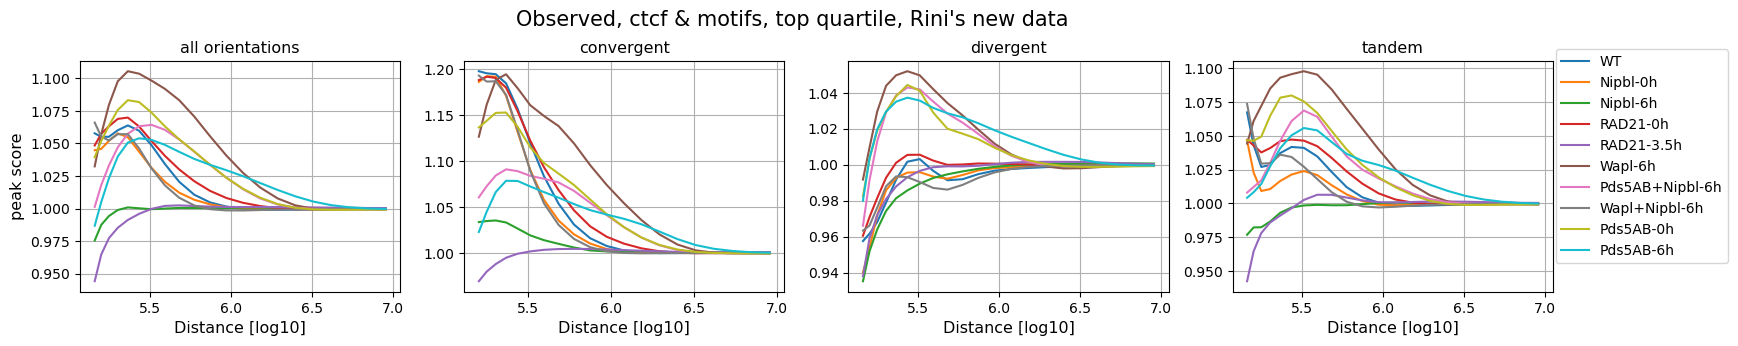 Observed, ctcf & motifs, top quartile, Rini's new data
all orientations
peak score
1.100
1.075
1.050
1.025
1.000
0.975
0.950
5.5
6.0
6.5
7.0
Distance [log10]
convergent
1.20
1.15
1.10
1.05
1.00
5.5
6.0
6.5
7.0
Distance [log10]
divergent
1.04
1.02
1.00
0.98
0.96
0.94
5.5
6.0
6.5
7.0
Distance [log10]
tandem
1.100
1.075
1.050
1.025
1.000
0.975
0.950
5.5
6.0
6.5
7.0
Distance [log10]
WT
Nipbl-0h
Nipbl-6h
RAD21-0h
RAD21-3.5h
Wapl-6h
Pds5AB+Nipbl-6h
Wapl+Nipbl-6h
Pds5AB-0h
Pds5AB-6h